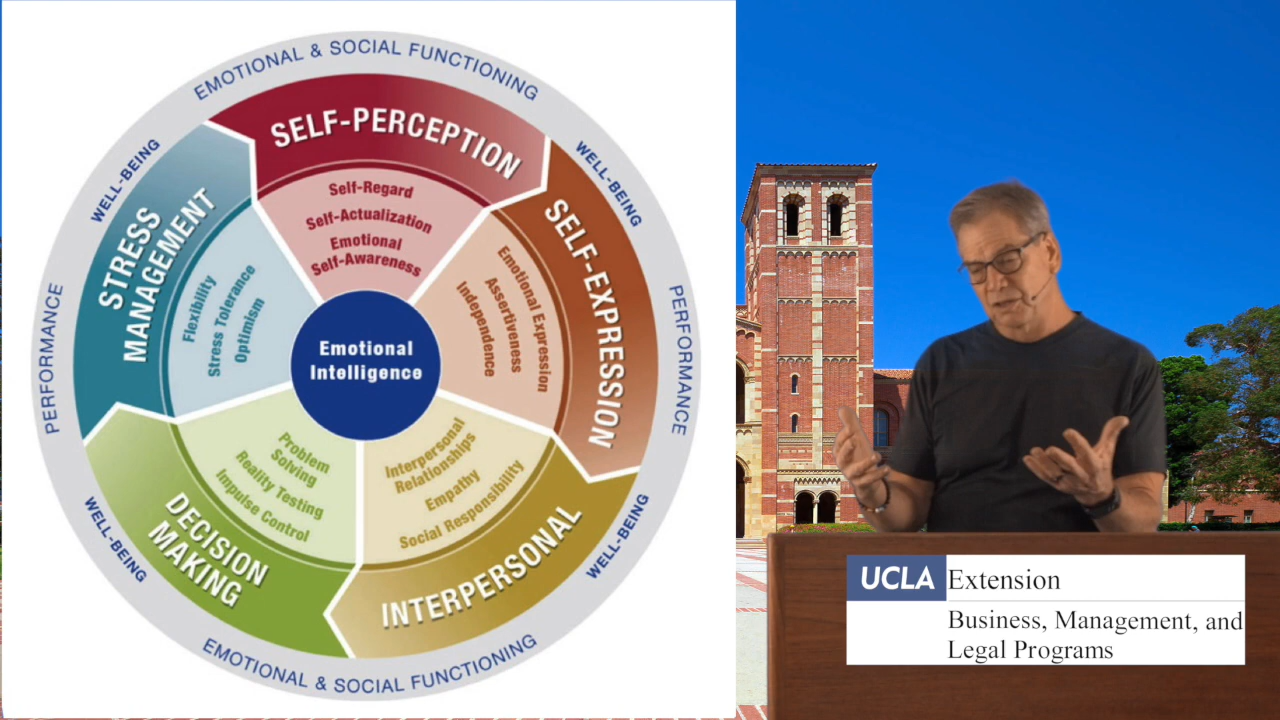 EMOTIONAL & SOCIAL FUNCTIONING
WELL-BEING
WELL-BEING
PERFORMANCE
PERFORMANCE
WELL-BEING
WELL-BEING
EMOTIONAL & SOCIAL FUNCTIONING
SELF-PERCEPTION
Self-Regard
Self-Actualization
Emotional
Self-Awareness
SELF-EXPRESSION
Emotional Expression
Assertiveness
Independence
INTERPERSONAL
Interpersonal
Relationships
Empathy
Social Responsibility
DECISION
MAKING
Problem
Solving
Reality Testing
Impulse Control
STRESS
MANAGEMENT
Flexibility
Stress Tolerance
Optimism
Emotional
Intelligence
UCLA Extension
Business, Management, and
Legal Programs